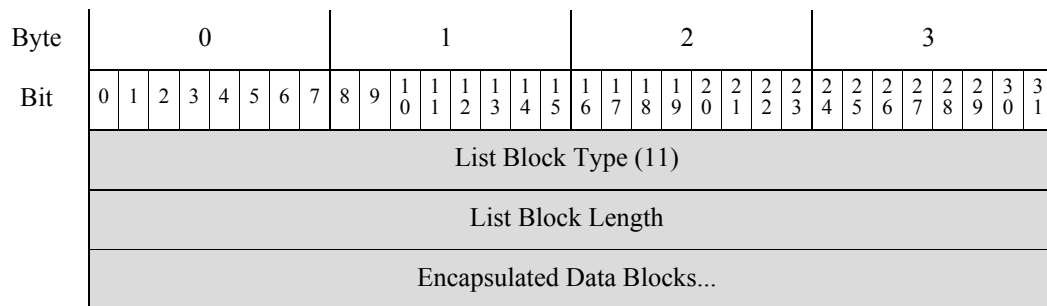 Byte 0 1 2 3
Bit 0 1 2 3 4 5 6 7 8 9 10 11 12 13 14 15 16 17 18 19 20 21 22 23 24 25 26 27 28 29 30 31
List Block Type (11)
List Block Length
Encapsulated Data Blocks...